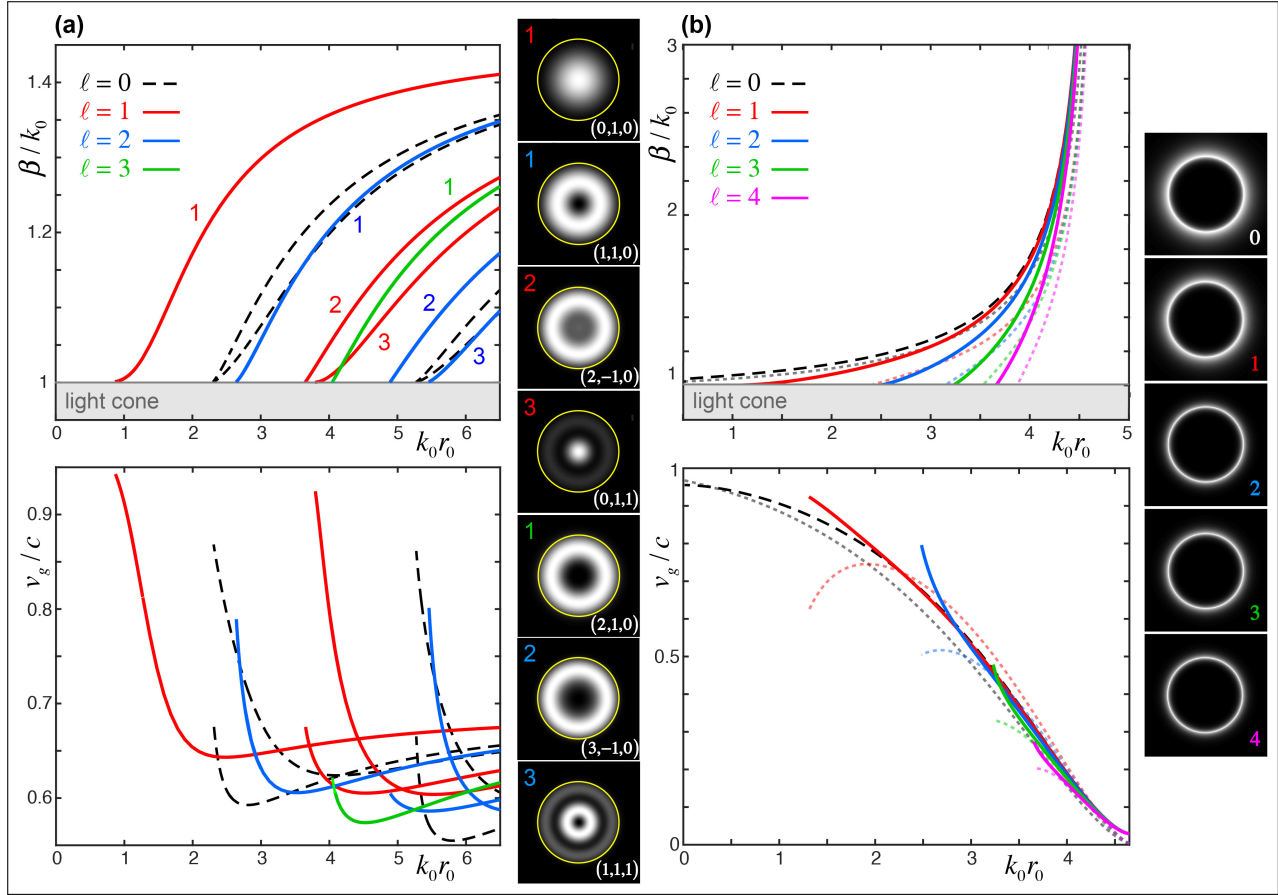 (a)
1.4
1.2
1
β / k₀
ℓ = 0
ℓ = 1
ℓ = 2
ℓ = 3
1
1
1
2
3
2
3
light cone
0 1 2 3 4 5 6
k₀r₀
0.9
0.8
0.7
0.6
v_g / c
0 1 2 3 4 5 6
k₀r₀
1
(0,1,0)
1
(1,1,0)
2
(2,−1,0)
3
(0,1,1)
1
(2,1,0)
2
(3,−1,0)
3
(1,1,1)
(b)
3
2
1
β / k₀
ℓ = 0
ℓ = 1
ℓ = 2
ℓ = 3
ℓ = 4
light cone
1 2 3 4 5
k₀r₀
1
0.5
0
v_g / c
0 1 2 3 4
k₀r₀
0
1
2
3
4